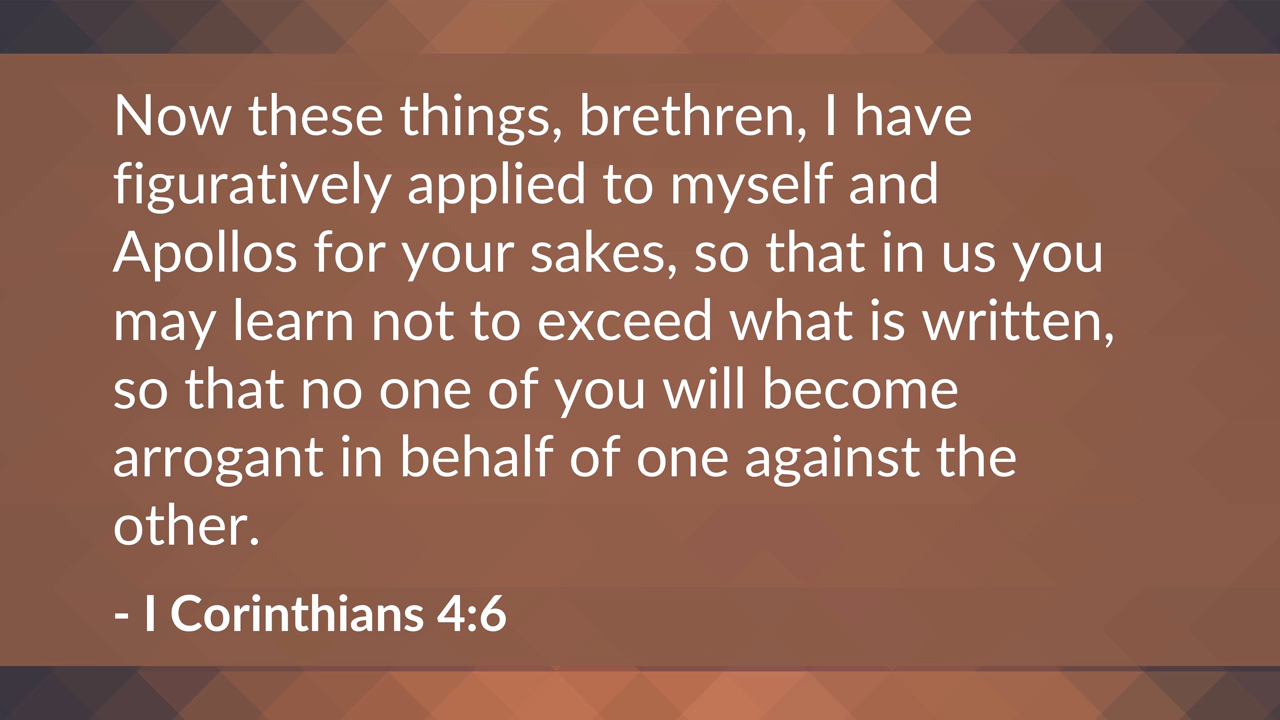 Now these things, brethren, I have
figuratively applied to myself and
Apollos for your sakes, so that in us you
may learn not to exceed what is written,
so that no one of you will become
arrogant in behalf of one against the
other.
- I Corinthians 4:6